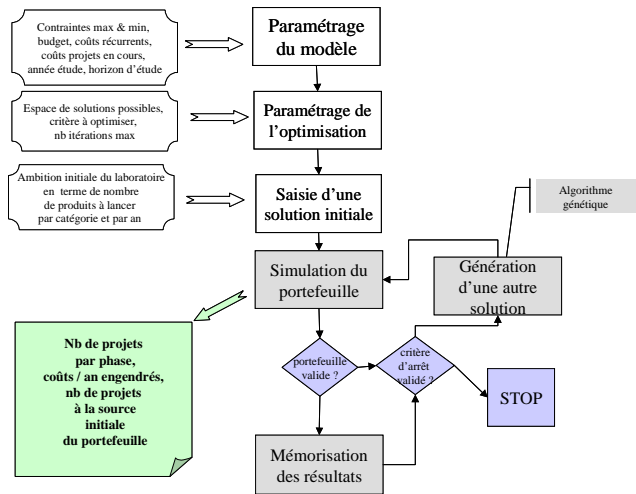 Contraintes max & min,
budget, coûts récurrents,
coûts projets en cours,
année étude, horizon d'étude
Paramétrage
du modèle
Espace de solutions possibles,
critère à optimiser,
nb itérations max
Paramétrage de
l'optimisation
Ambition initiale du laboratoire
en terme de nombre
de produits à lancer
par catégorie et par an
Saisie d'une
solution initiale
Algorithme
génétique
Simulation du
portefeuille
Génération
d'une autre
solution
Nb de projets
par phase,
coûts / an engendrés,
nb de projets
à la source
initiale
du portefeuille
portefeuille
valide ?
critère
d'arrêt
validé ?
STOP
Mémorisation
des résultats